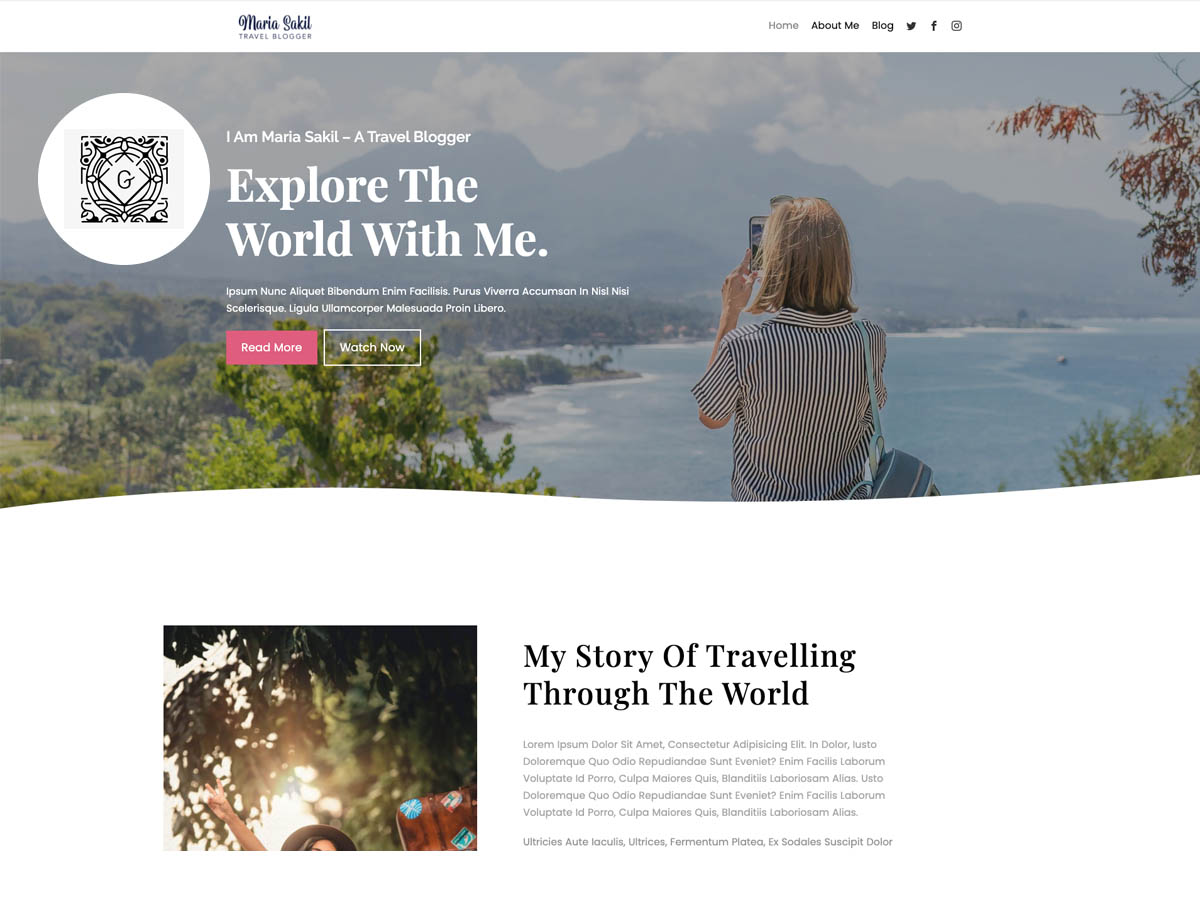 Maria Sakil
TRAVEL BLOGGER
Home About Me Blog
G
I Am Maria Sakil – A Travel Blogger
Explore The
World With Me.
Ipsum Nunc Aliquet Bibendum Enim Facilisis. Purus Viverra Accumsan In Nisl Nisi
Scelerisque. Ligula Ullamcorper Malesuada Proin Libero.
Read More Watch Now
My Story Of Travelling
Through The World
Lorem Ipsum Dolor Sit Amet, Consectetur Adipisicing Elit. In Dolor, Iusto
Doloremque Quo Odio Repudiandae Sunt Eveniet? Enim Facilis Laborum
Voluptate Id Porro, Culpa Maiores Quis, Blanditiis Laboriosam Alias. Usto
Doloremque Quo Odio Repudiandae Sunt Eveniet? Enim Facilis Laborum
Voluptate Id Porro, Culpa Maiores Quis, Blanditiis Laboriosam Alias.
Ultricies Aute Iaculis, Ultrices, Fermentum Platea, Ex Sodales Suscipit Dolor